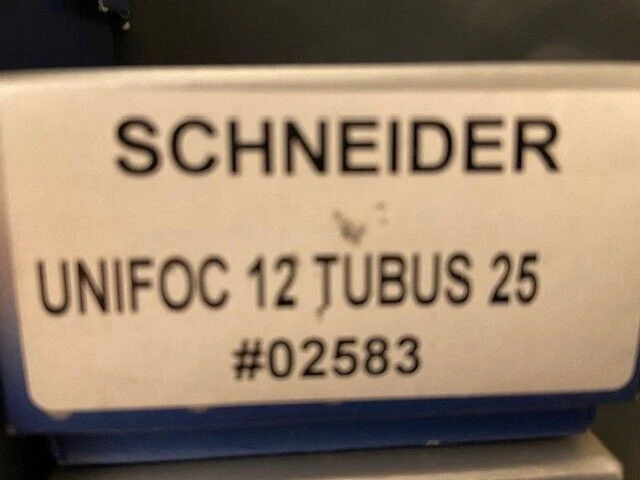 SCHNEIDER
UNIFOC 12 TUBUS 25
#02583